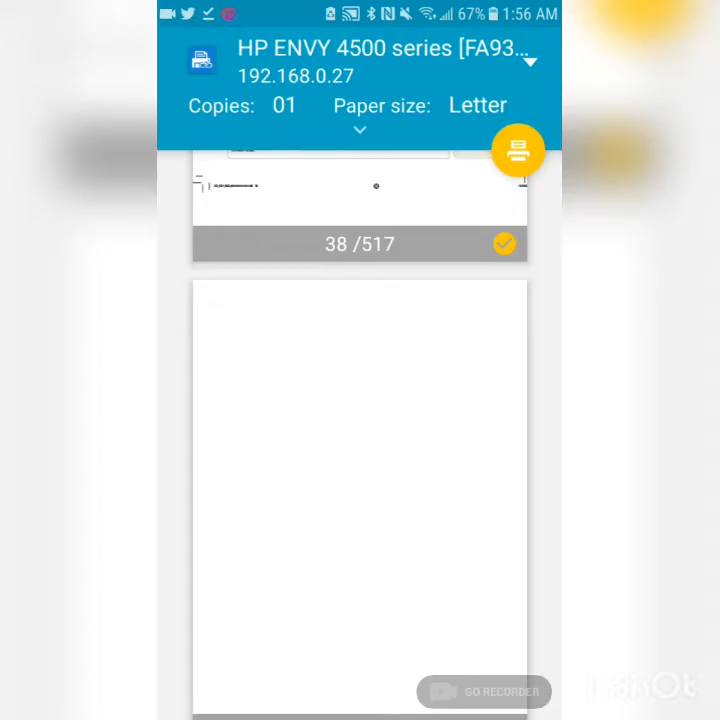 67% 1:56 AM
HP ENVY 4500 series [FA93...
192.168.0.27
Copies: 01 Paper size: Letter
38 /517
GO RECORDER